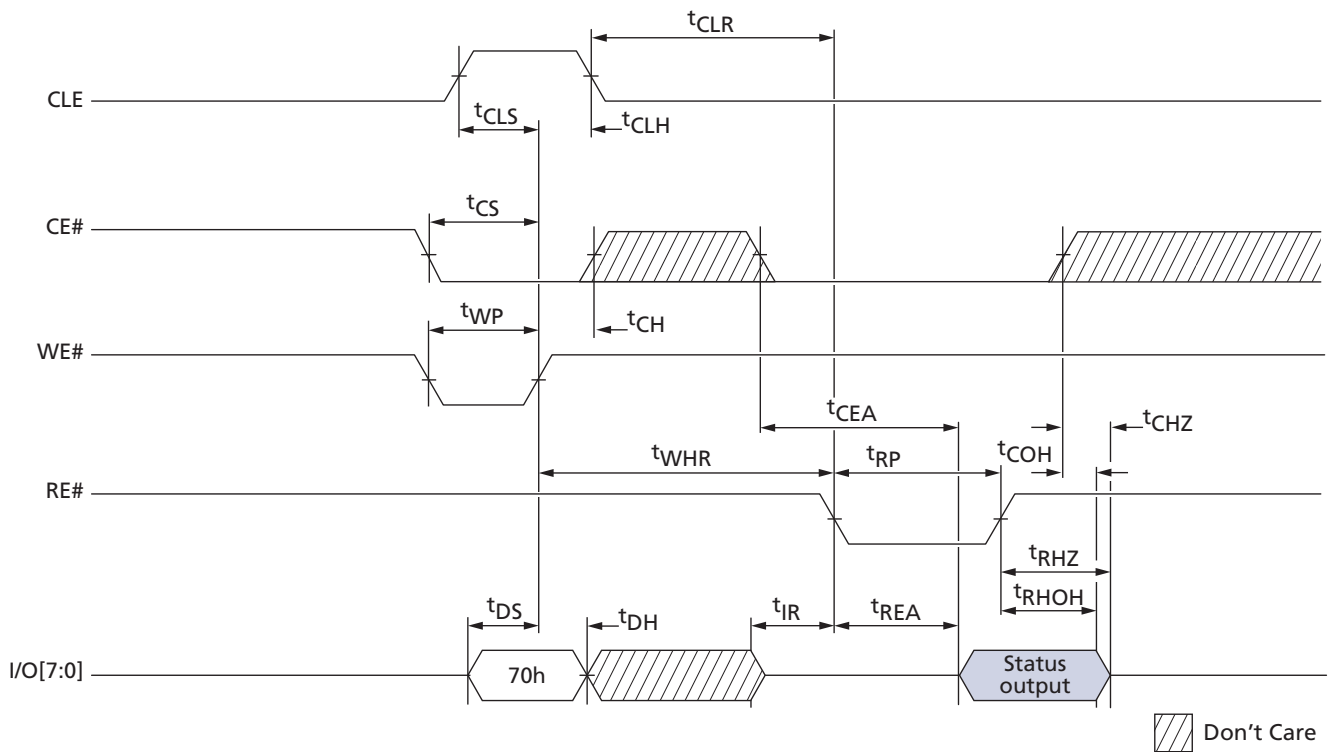 tCLR
CLE
tCLS
tCLH
tCS
CE#
tWP
tCH
WE#
tCEA
tCHZ
tWHR
tRP
tCOH
RE#
tRHZ
tRHOH
tDS
tDH
tIR
tREA
I/O[7:0]
70h
Status
output
Don't Care